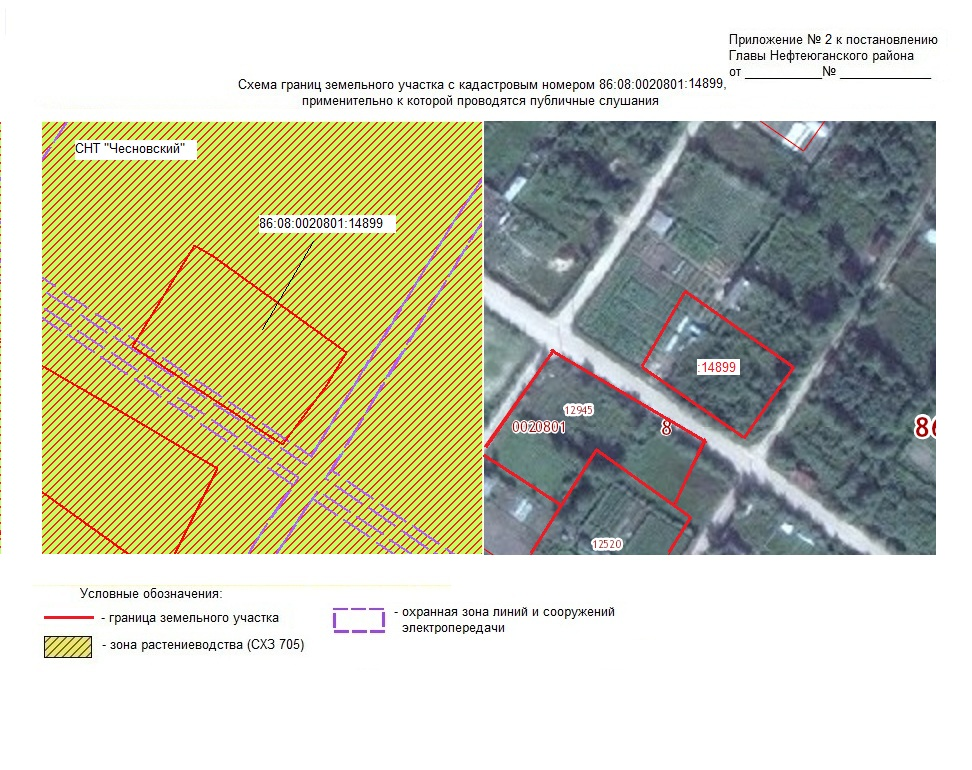 Приложение № 2 к постановлению
Главы Нефтеюганского района
от ___________№ _____________
Схема границ земельного участка с кадастровым номером 86:08:0020801:14899,
применительно к которой проводятся публичные слушания
СНТ "Чесновский"
86:08:0020801:14899
:14899
12945
0020801
8
86
12520
Условные обозначения:
- граница земельного участка
- зона растениеводства (СХЗ 705)
- охранная зона линий и сооружений
электропередачи